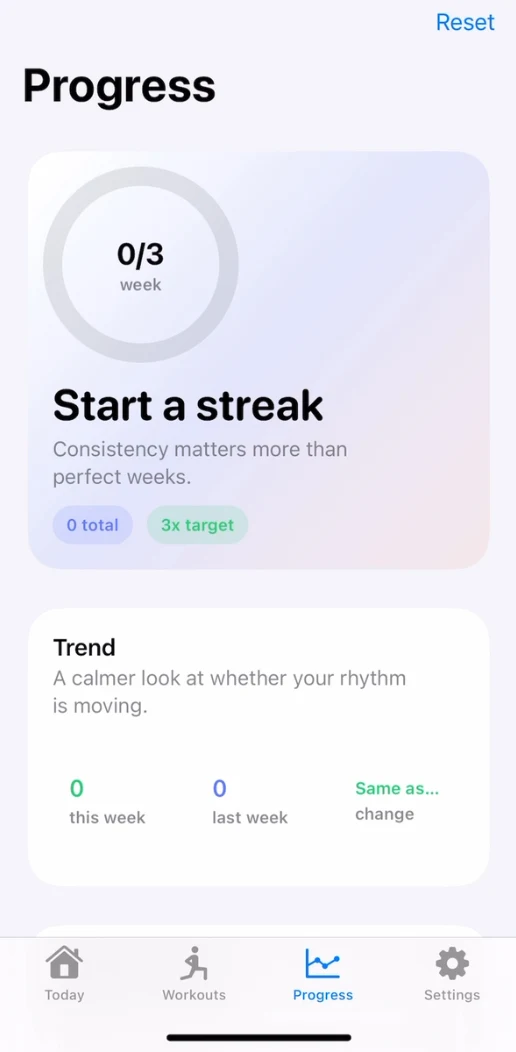 Reset
Progress
0/3
week
Start a streak
Consistency matters more than
perfect weeks.
0 total
3x target
Trend
A calmer look at whether your rhythm
is moving.
0
this week
0
last week
Same as...
change
Today
Workouts
Progress
Settings